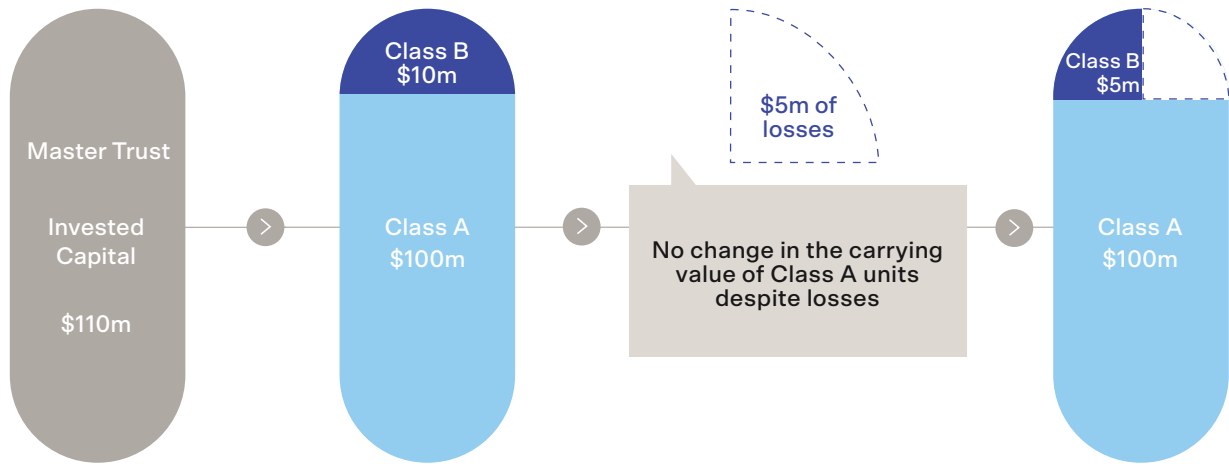 Master Trust
Invested
Capital
$110m
Class B
$10m
Class A
$100m
$5m of
losses
No change in the carrying
value of Class A units
despite losses
Class B
$5m
Class A
$100m